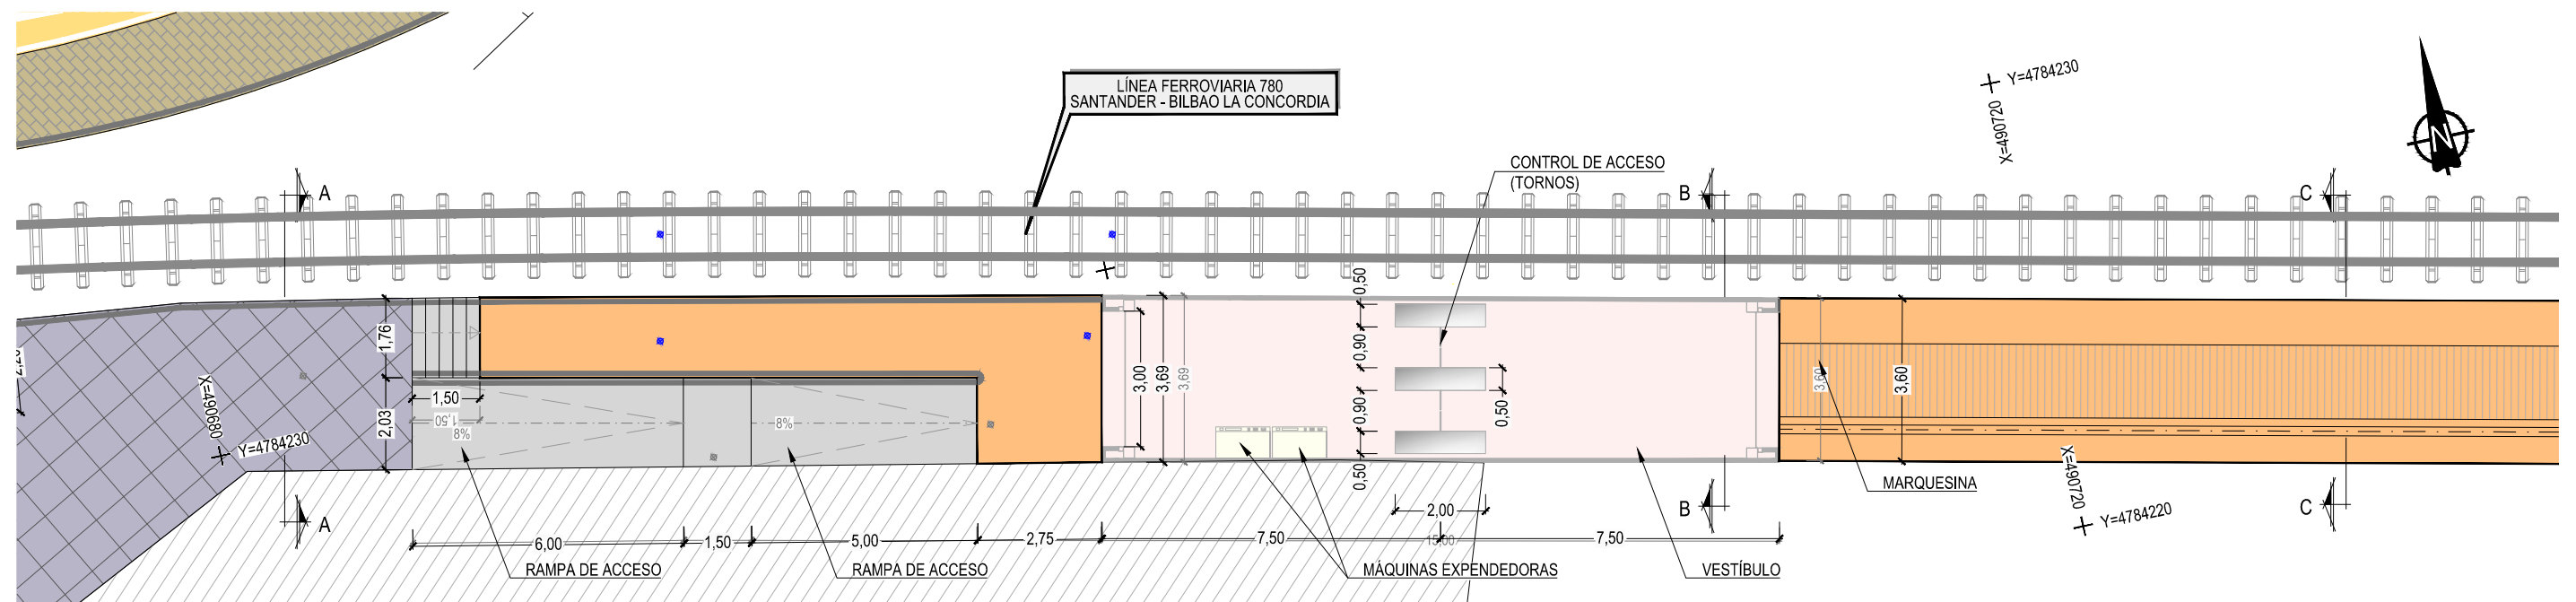 LÍNEA FERROVIARIA 780
SANTANDER - BILBAO LA CONCORDIA
Y=4784230
X=490720
N
CONTROL DE ACCESO
(TORNOS)
A
B
C
0,50
1,76
0,90
3,00
3,69
3,69
3,60
3,60
1,50
1,50
0,50
X=490680
Y=4784230
2,03
8%
8%
0,90
0,50
MARQUESINA
X=490720
Y=4784220
A
B
C
2,00
6,00
1,50
5,00
2,75
7,50
15,00
7,50
RAMPA DE ACCESO
RAMPA DE ACCESO
MÁQUINAS EXPENDEDORAS
VESTÍBULO